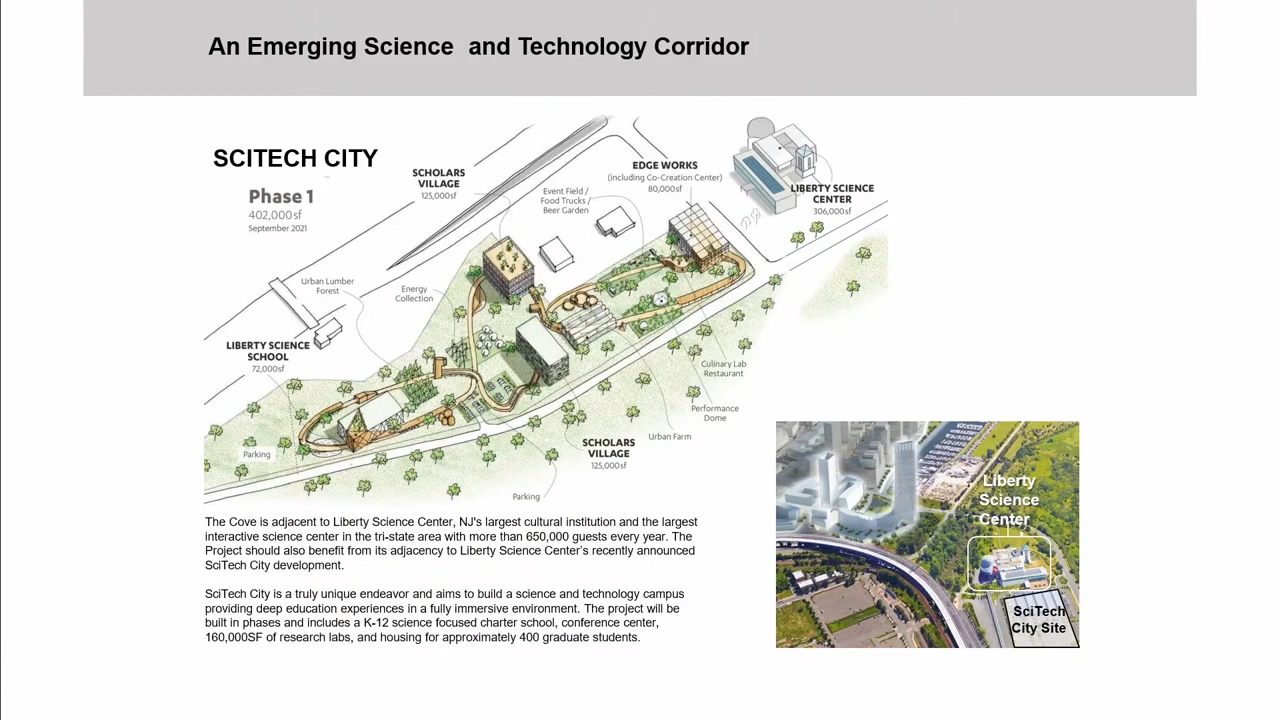 An Emerging Science and Technology Corridor
SCITECH CITY
Phase 1
402,000sf
September 2021
SCHOLARS
VILLAGE
125,000sf
Event Field /
Food Trucks /
Beer Garden
EDGE WORKS
(including Co-Creation Center)
80,000sf
LIBERTY SCIENCE
CENTER
306,000sf
Urban Lumber
Forest
Energy
Collection
LIBERTY SCIENCE
SCHOOL
72,000sf
Culinary Lab
Restaurant
Performance
Dome
Urban Farm
SCHOLARS
VILLAGE
125,000sf
Parking
Parking
The Cove is adjacent to Liberty Science Center, NJ's largest cultural institution and the largest
interactive science center in the tri-state area with more than 650,000 guests every year. The
Project should also benefit from its adjacency to Liberty Science Center's recently announced
SciTech City development.
SciTech City is a truly unique endeavor and aims to build a science and technology campus
providing deep education experiences in a fully immersive environment. The project will be
built in phases and includes a K-12 science focused charter school, conference center,
160,000SF of research labs, and housing for approximately 400 graduate students.
Liberty
Science
Center
SciTech
City Site